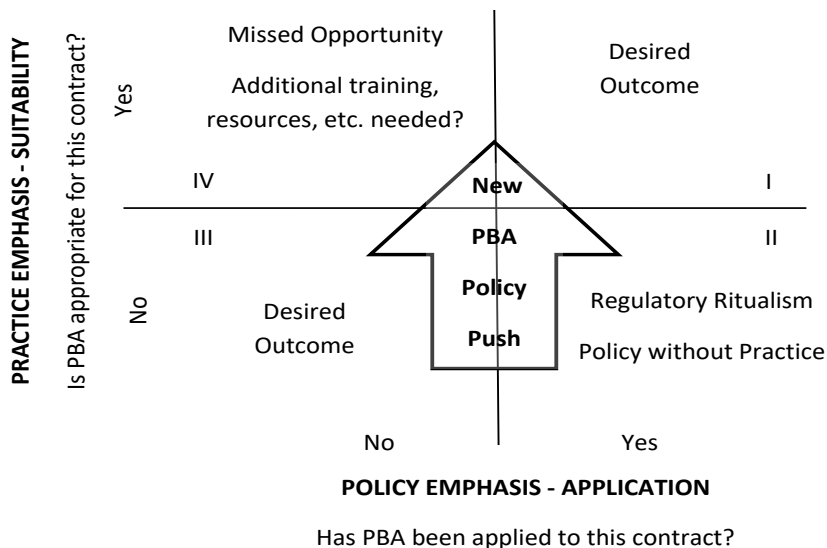 PRACTICE EMPHASIS - SUITABILITY
Is PBA appropriate for this contract?
Yes
No
Missed Opportunity
Additional training,
resources, etc. needed?
Desired
Outcome
IV
I
III
II
New
PBA
Policy
Push
Desired
Outcome
Regulatory Ritualism
Policy without Practice
No
Yes
POLICY EMPHASIS - APPLICATION
Has PBA been applied to this contract?